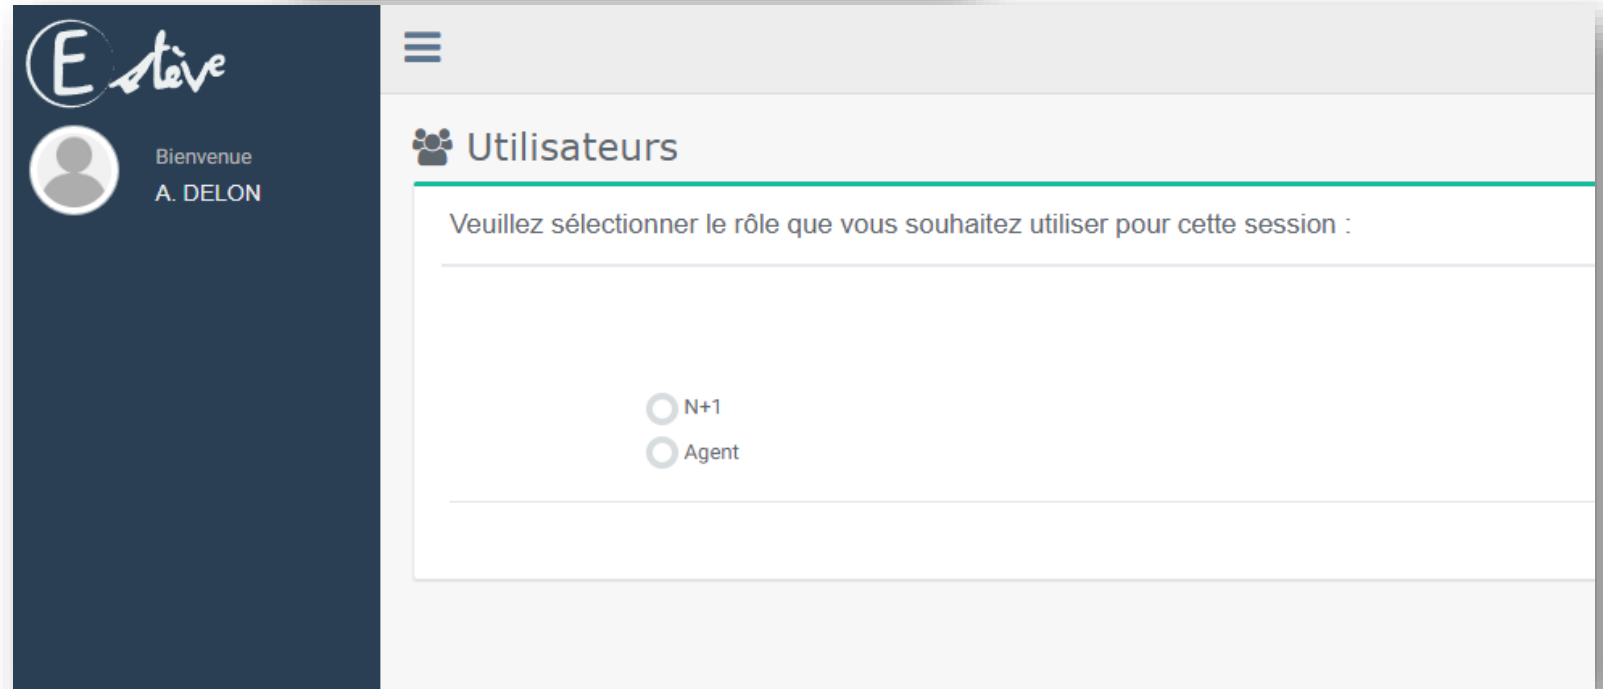 Estève
Bienvenue
A. DELON
Utilisateurs
Veuillez sélectionner le rôle que vous souhaitez utiliser pour cette session :
N+1
Agent